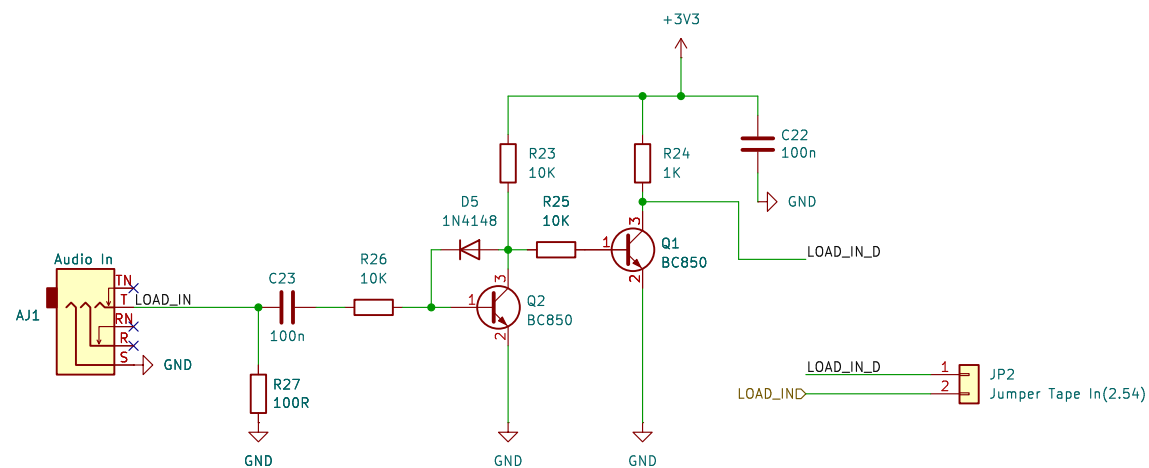 +3V3
R23
10K
R24
1K
C22
100n
GND
D5
1N4148
R25
10K
3
1
Q1
BC850
2
LOAD_IN_D
Audio In
TN
T
LOAD_IN
RN
R
S
AJ1
GND
C23
100n
R26
10K
3
1
Q2
BC850
2
R27
100R
GND
GND
GND
LOAD_IN_D
1
LOAD_IN
2
JP2
Jumper Tape In(2.54)